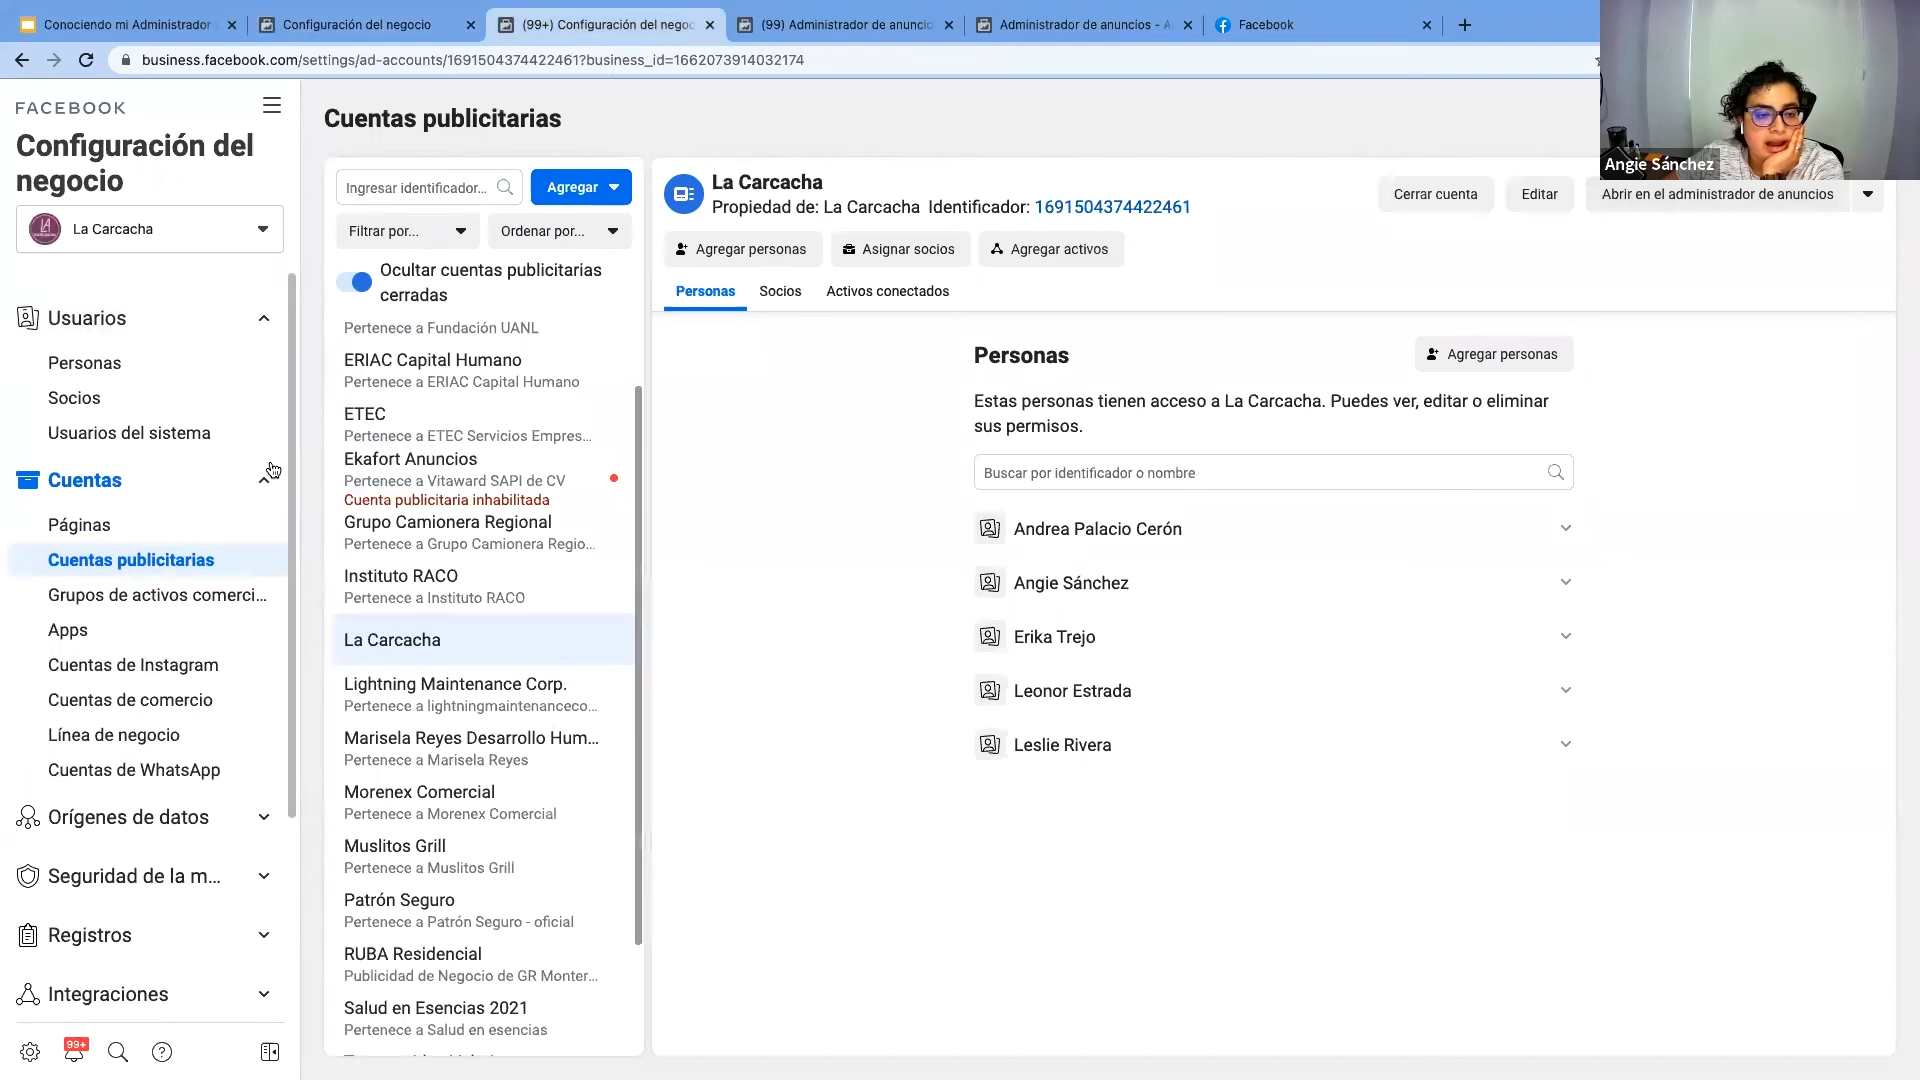 Conociendo mi Administrador
Configuración del negocio
(99+) Configuración del negoc
(99) Administrador de anuncio
Administrador de anuncios - A
Facebook
business.facebook.com/settings/ad-accounts/1691504374422461?business_id=1662073914032174
FACEBOOK
Configuración del
negocio
La Carcacha
Usuarios
Personas
Socios
Usuarios del sistema
Cuentas
Páginas
Cuentas publicitarias
Grupos de activos comerci...
Apps
Cuentas de Instagram
Cuentas de comercio
Línea de negocio
Cuentas de WhatsApp
Orígenes de datos
Seguridad de la m...
Registros
Integraciones
99+
Cuentas publicitarias
Ingresar identificador...
Agregar
Filtrar por...
Ordenar por...
Ocultar cuentas publicitarias
cerradas
Pertenece a Fundación UANL
ERIAC Capital Humano
Pertenece a ERIAC Capital Humano
ETEC
Pertenece a ETEC Servicios Empres...
Ekafort Anuncios
Pertenece a Vitaward SAPI de CV
Cuenta publicitaria inhabilitada
Grupo Camionera Regional
Pertenece a Grupo Camionera Regio...
Instituto RACO
Pertenece a Instituto RACO
La Carcacha
Lightning Maintenance Corp.
Pertenece a lightningmaintenanceco...
Marisela Reyes Desarrollo Hum...
Pertenece a Marisela Reyes
Morenex Comercial
Pertenece a Morenex Comercial
Muslitos Grill
Pertenece a Muslitos Grill
Patrón Seguro
Pertenece a Patrón Seguro - oficial
RUBA Residencial
Publicidad de Negocio de GR Monter...
Salud en Esencias 2021
Pertenece a Salud en esencias
La Carcacha
Propiedad de: La Carcacha Identificador: 1691504374422461
Cerrar cuenta
Editar
Abrir en el administrador de anuncios
Agregar personas
Asignar socios
Agregar activos
Personas
Socios
Activos conectados
Personas
Agregar personas
Estas personas tienen acceso a La Carcacha. Puedes ver, editar o eliminar
sus permisos.
Buscar por identificador o nombre
Andrea Palacio Cerón
Angie Sánchez
Erika Trejo
Leonor Estrada
Leslie Rivera
Angie Sánchez